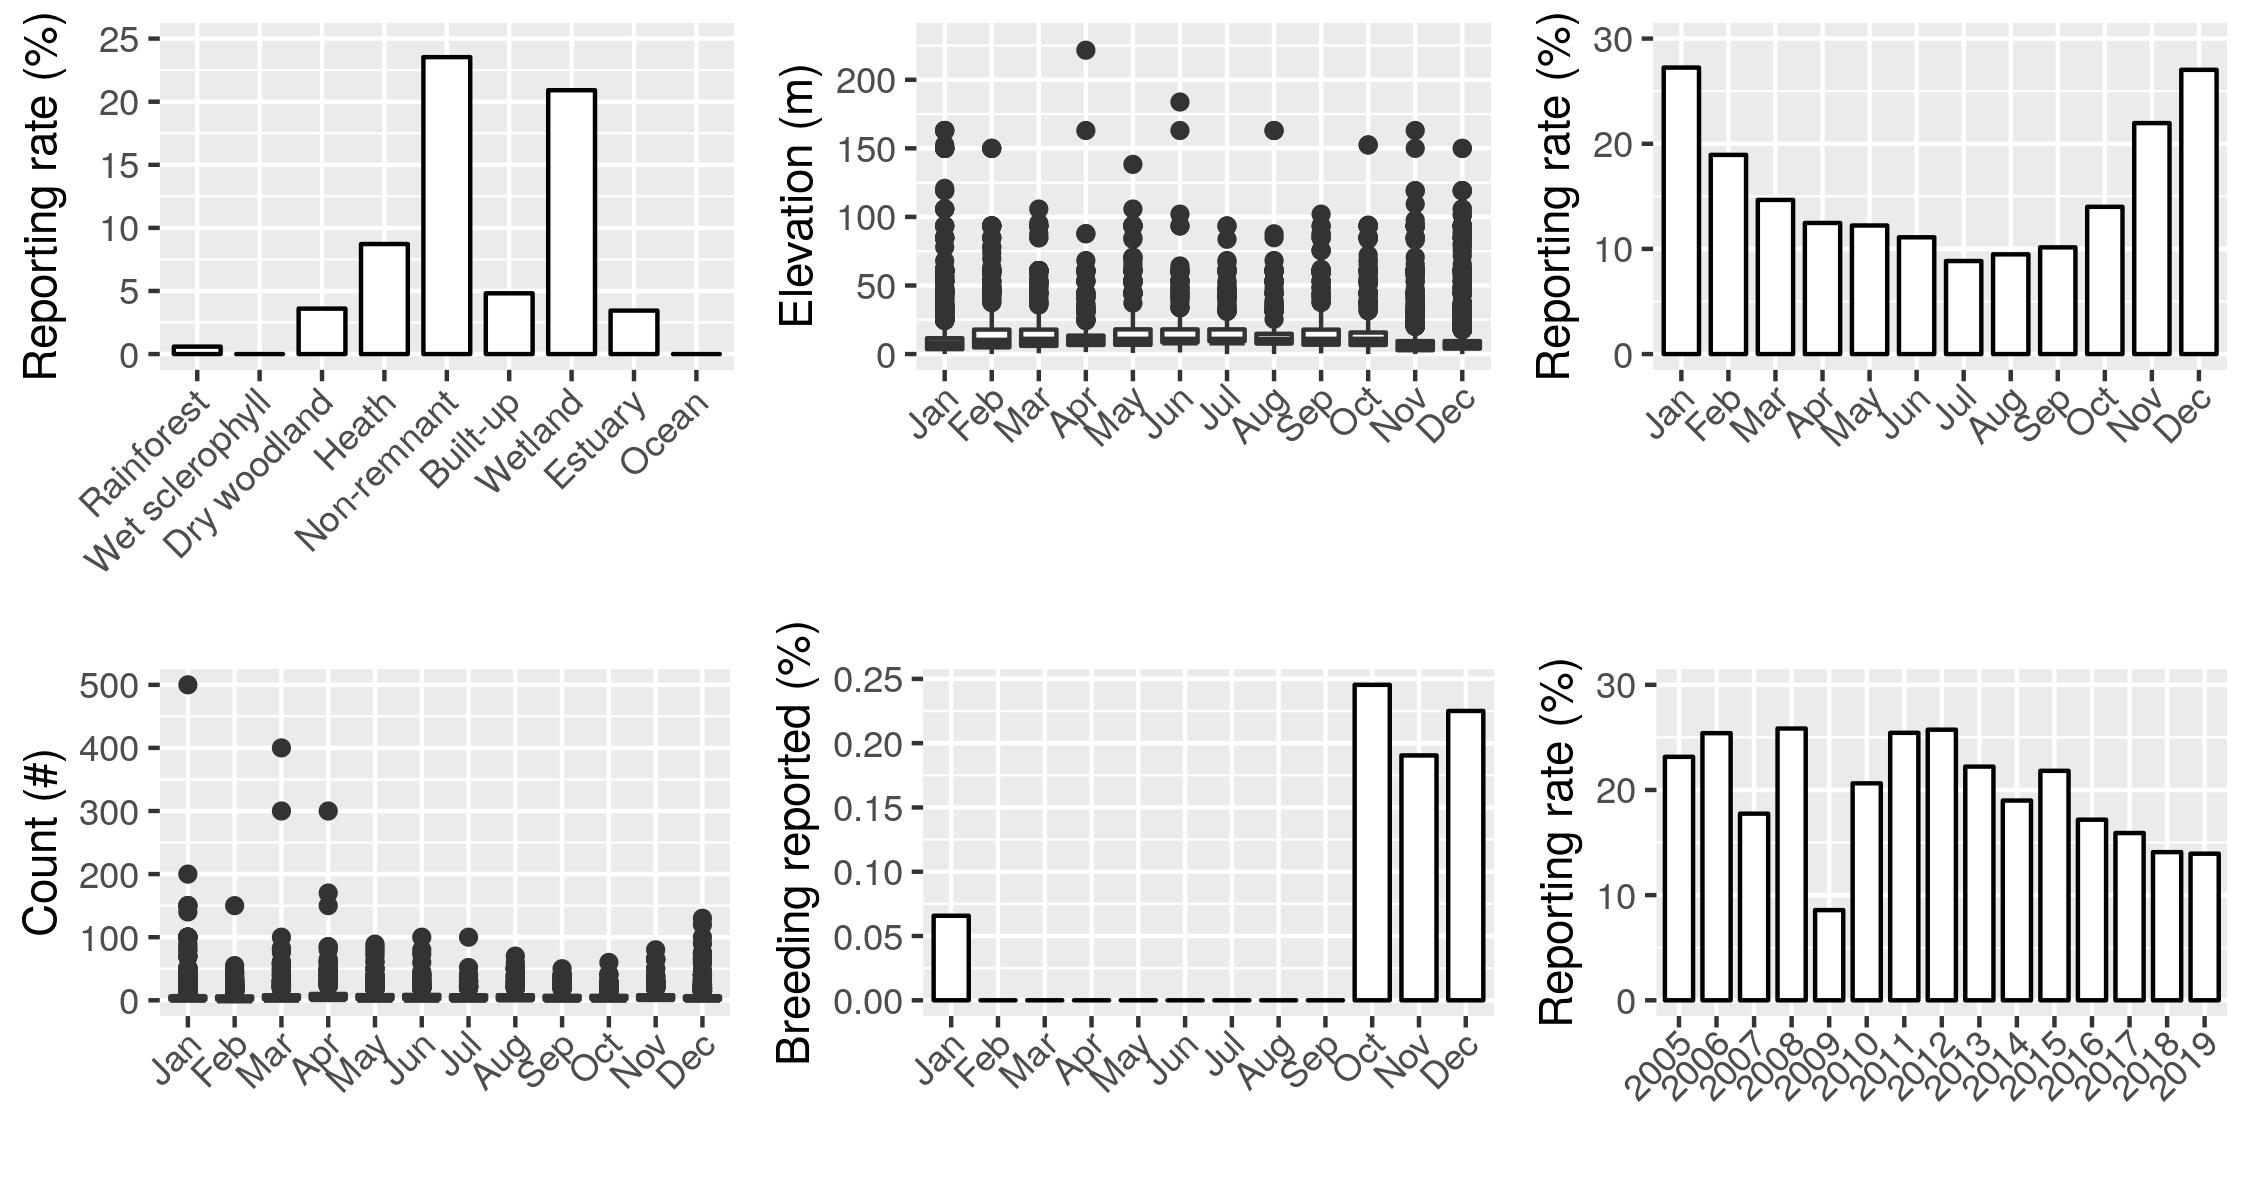 Reporting rate (%)
25
20
15
10
5
0
Rainforest
Wet sclerophyll
Dry woodland
Heath
Non-remnant
Built-up
Wetland
Estuary
Ocean
Elevation (m)
200
150
100
50
0
Jan
Feb
Mar
Apr
May
Jun
Jul
Aug
Sep
Oct
Nov
Dec
Reporting rate (%)
30
20
10
0
Jan
Feb
Mar
Apr
May
Jun
Jul
Aug
Sep
Oct
Nov
Dec
Count (#)
500
400
300
200
100
0
Jan
Feb
Mar
Apr
May
Jun
Jul
Aug
Sep
Oct
Nov
Dec
Breeding reported (%)
0.25
0.20
0.15
0.10
0.05
0.00
Jan
Feb
Mar
Apr
May
Jun
Jul
Aug
Sep
Oct
Nov
Dec
Reporting rate (%)
30
20
10
0
2005
2006
2007
2008
2009
2010
2011
2012
2013
2014
2015
2016
2017
2018
2019